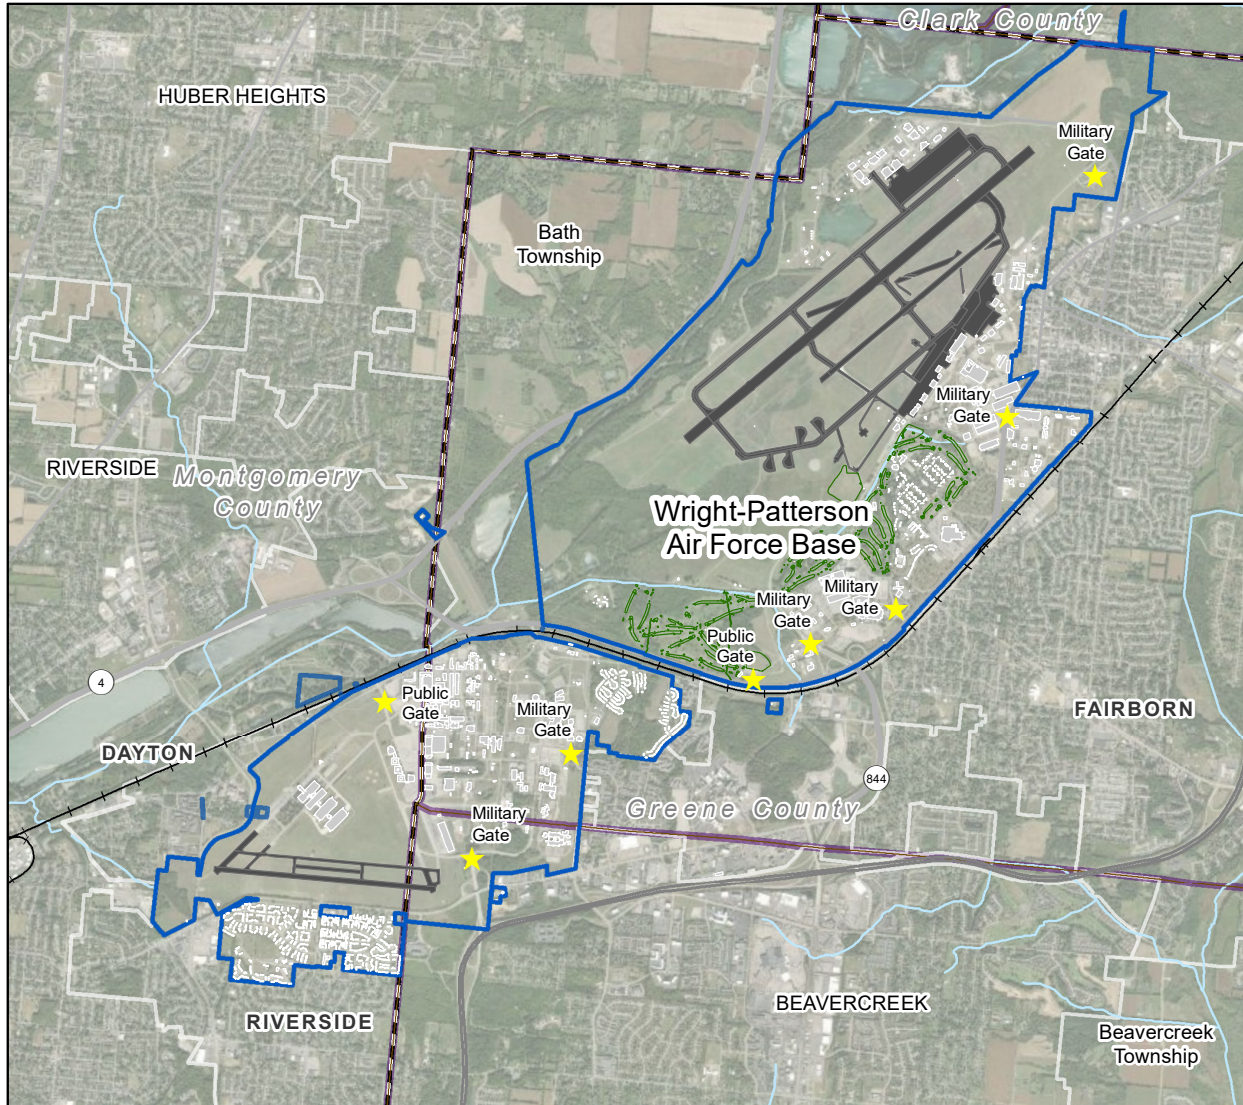 Clark County
HUBER HEIGHTS
Military
Gate
Bath
Township
Military
Gate
RIVERSIDE
Montgomery
County
Wright-Patterson
Air Force Base
Military
Gate
Military
Gate
Public
Gate
4
Public
Gate
Military
Gate
FAIRBORN
DAYTON
844
Greene County
Military
Gate
BEAVERCREEK
RIVERSIDE
Beavercreek
Township